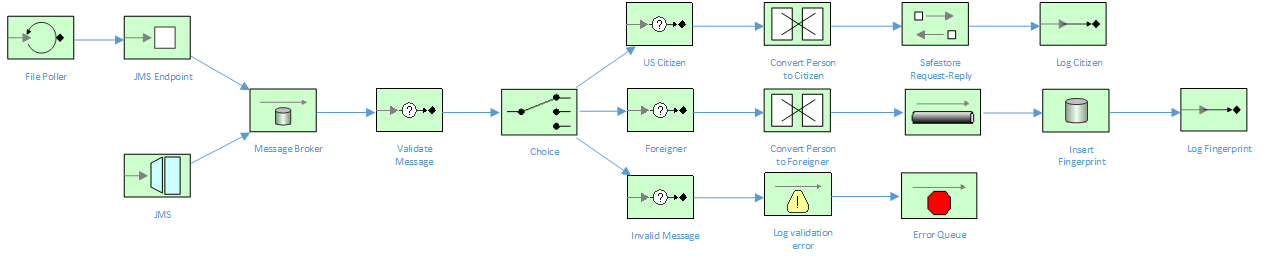 File Poller
JMS Endpoint
JMS
Message Broker
Validate
Message
Choice
US Citizen
Convert Person
to Citizen
Safestore
Request-Reply
Log Citizen
Foreigner
Convert Person
to Foreigner
Insert
Fingerprint
Log Fingerprint
Invalid Message
Log validation
error
Error Queue